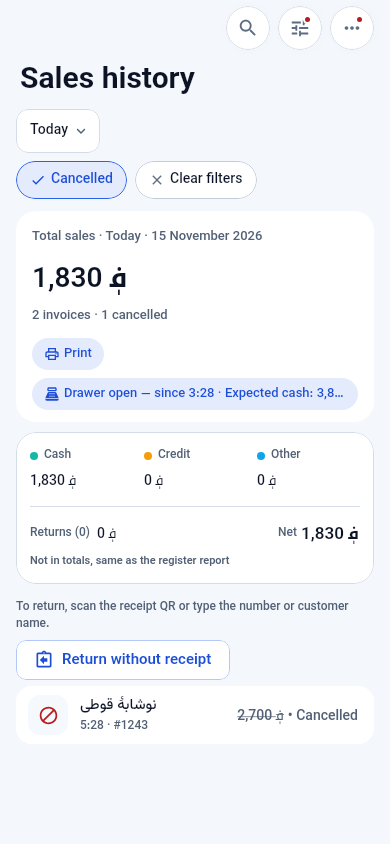 Sales history
Today
Cancelled
Clear filters
Total sales · Today · 15 November 2026
1,830 ؋
2 invoices · 1 cancelled
Print
Drawer open — since 3:28 · Expected cash: 3,8…
Cash
Credit
Other
1,830 ؋
0 ؋
0 ؋
Returns (0) 0 ؋
Net 1,830 ؋
Not in totals, same as the register report
To return, scan the receipt QR or type the number or customer
name.
Return without receipt
نوشابهٔ قوطی
2,700 ؋ • Cancelled
5:28 · #1243